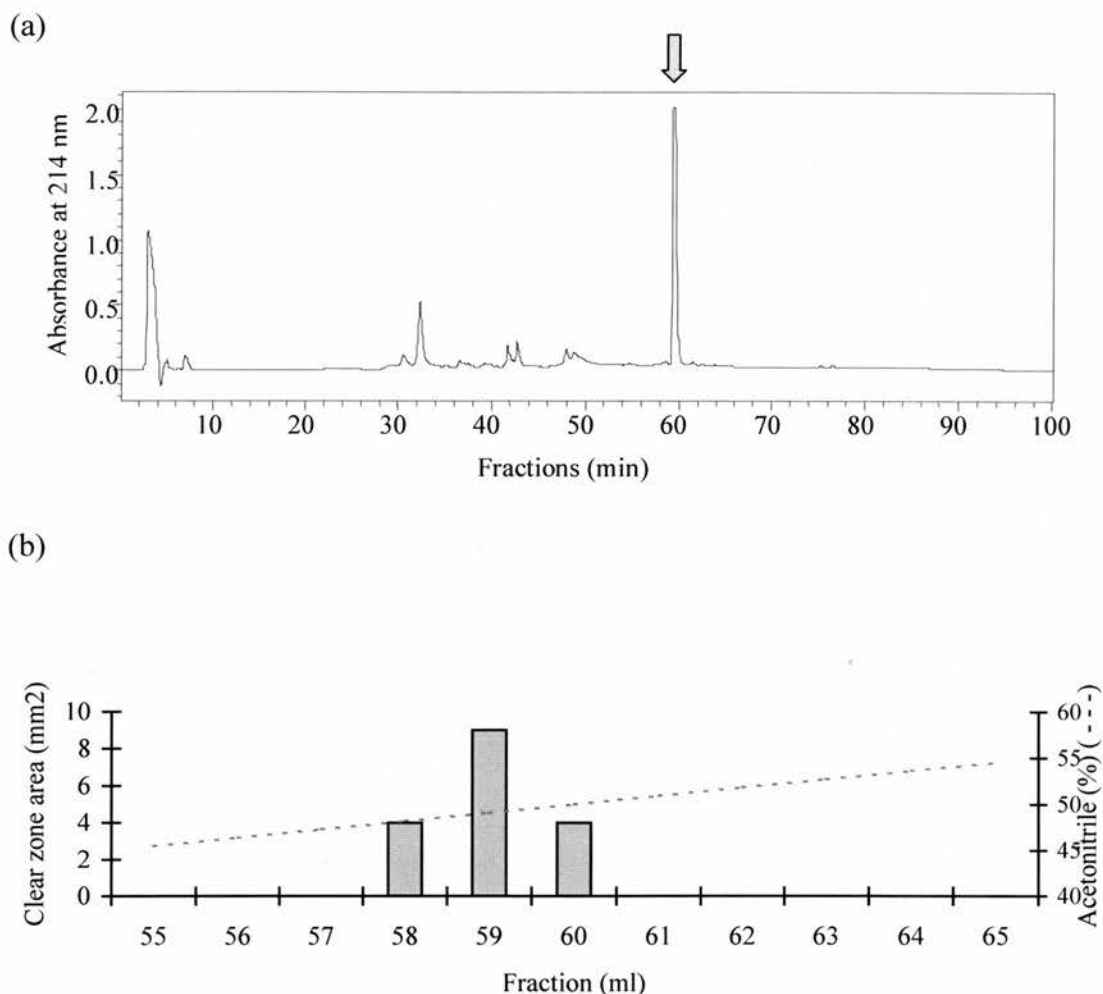 (a)
Absorbance at 214 nm
2.0
1.5
1.0
0.5
0.0
10 20 30 40 50 60 70 80 90 100
Fractions (min)
(b)
Clear zone area (mm2)
10
8
6
4
2
0
Acetonitrile (%) ( - - - )
60
55
50
45
40
55 56 57 58 59 60 61 62 63 64 65
Fraction (ml)